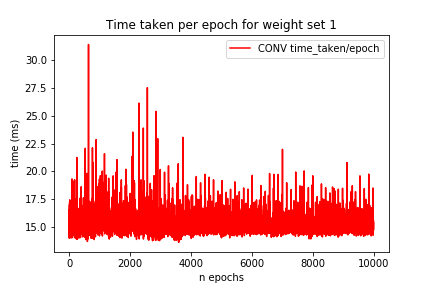 Time taken per epoch for weight set 1
CONV time_taken/epoch
time (ms)
30.0
27.5
25.0
22.5
20.0
17.5
15.0
0 2000 4000 6000 8000 10000
n epochs